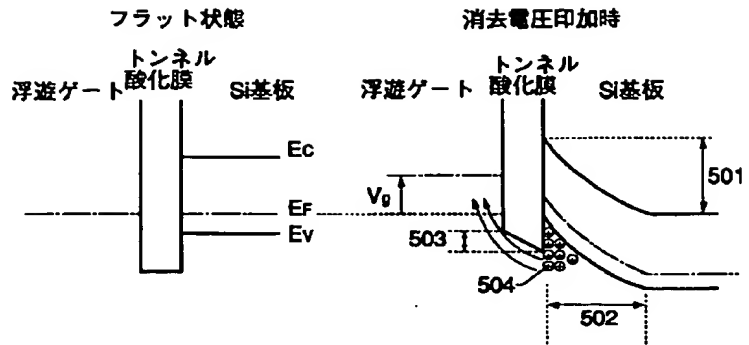 フラット状態
浮遊ゲート
トンネル
酸化膜
Si基板
EC
EF
EV
消去電圧印加時
浮遊ゲート
トンネル
酸化膜
Si基板
Vg
501
503
504
502